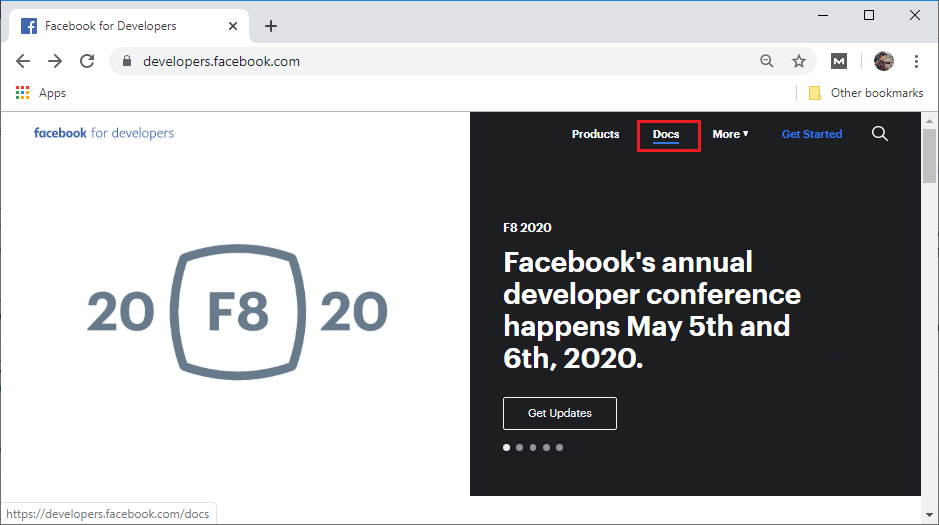 Facebook for Developers
developers.facebook.com
M
Apps
Other bookmarks
facebook for developers
Products
Docs
More
Get Started
20 F8 20
F8 2020
Facebook's annual
developer conference
happens May 5th and
6th, 2020.
Get Updates
https://developers.facebook.com/docs